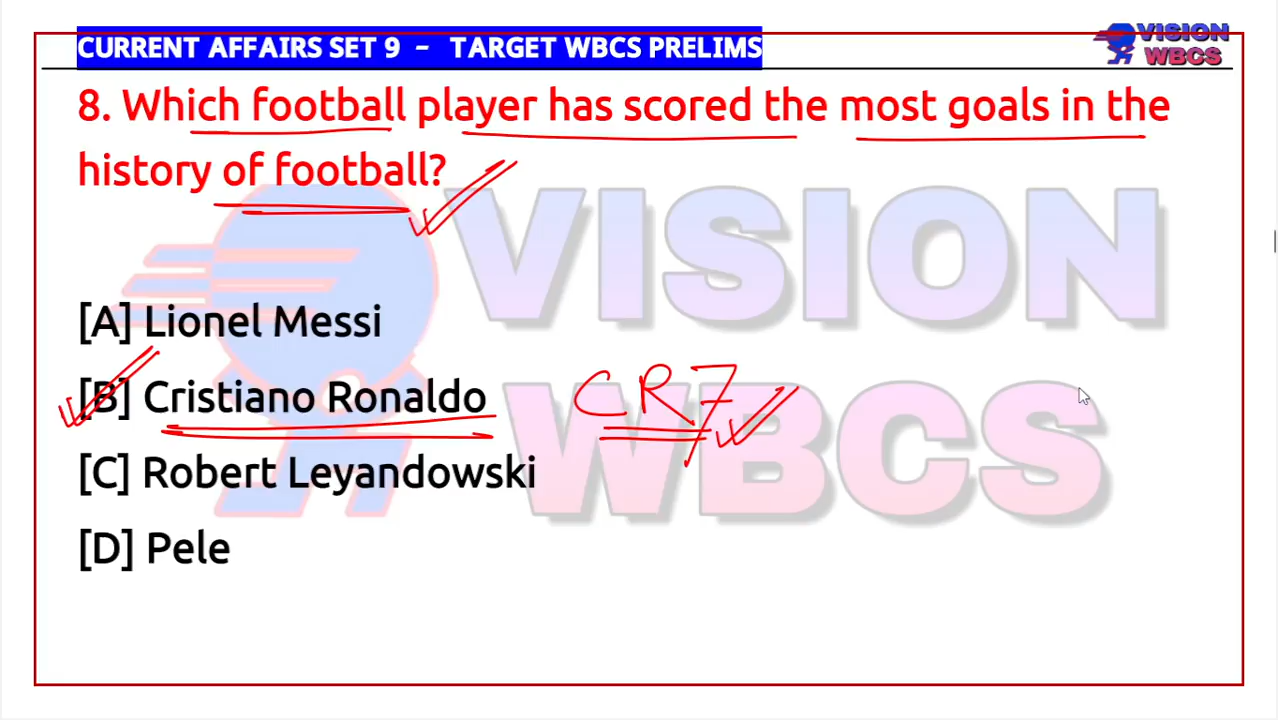 CURRENT AFFAIRS SET 9 - TARGET WBCS PRELIMS
VISION
WBCS
8. Which football player has scored the most goals in the
history of football?
VISION
WBCS
[A] Lionel Messi
[B] Cristiano Ronaldo CR7
[C] Robert Leyandowski
[D] Pele